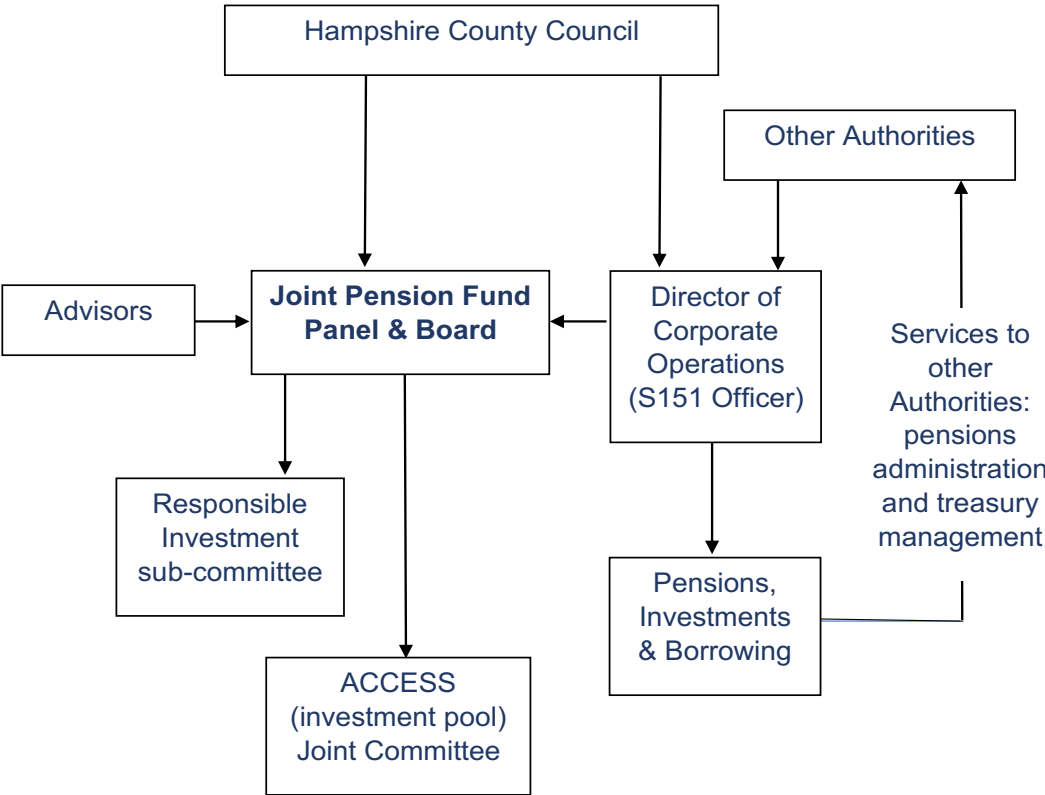 Hampshire County Council
Other Authorities
Advisors
Joint Pension Fund
Panel & Board
Director of
Corporate
Operations
(S151 Officer)
Services to
other
Authorities:
pensions
administration
and treasury
management
Responsible
Investment
sub-committee
Pensions,
Investments
& Borrowing
ACCESS
(investment pool)
Joint Committee